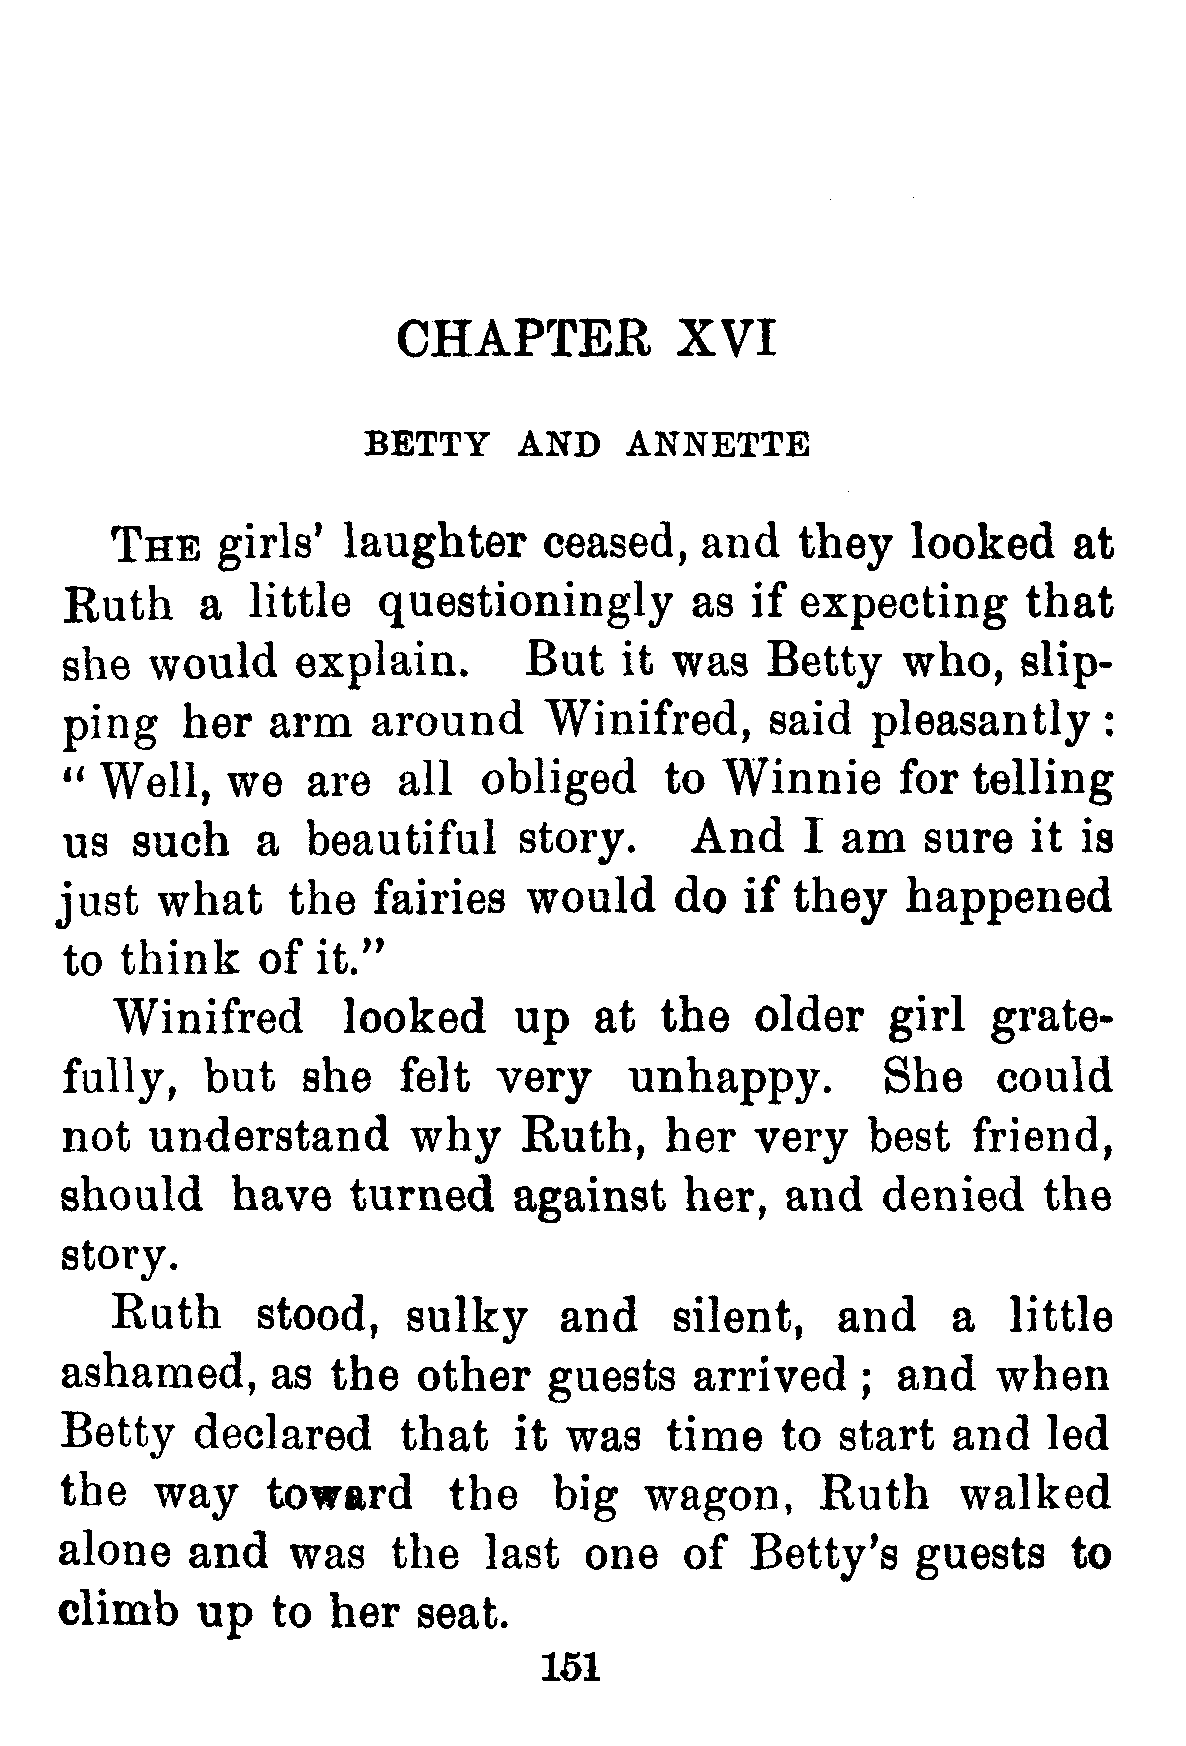 CHAPTER XVI
BETTY AND ANNETTE
THE girls' laughter ceased, and they looked at
Ruth a little questioningly as if expecting that
she would explain. But it was Betty who, slip-
ping her arm around Winifred, said pleasantly :
“ Well, we are all obliged to Winnie for telling
us such a beautiful story. And I am sure it is
just what the fairies would do if they happened
to think of it.”
Winifred looked up at the older girl grate-
fully, but she felt very unhappy. She could
not understand why Ruth, her very best friend,
should have turned against her, and denied the
story.
Ruth stood, sulky and silent, and a little
ashamed, as the other guests arrived ; and when
Betty declared that it was time to start and led
the way toward the big wagon, Ruth walked
alone and was the last one of Betty's guests to
climb up to her seat.
151